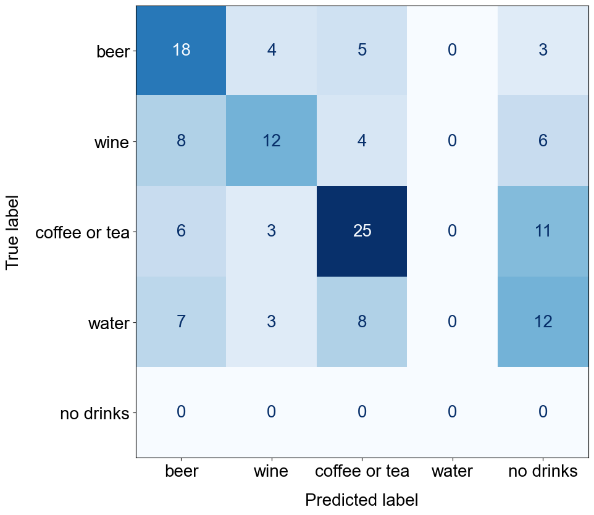 True label
beer 18 4 5 0 3
wine 8 12 4 0 6
coffee or tea 6 3 25 0 11
water 7 3 8 0 12
no drinks 0 0 0 0 0
beer wine coffee or tea water no drinks
Predicted label